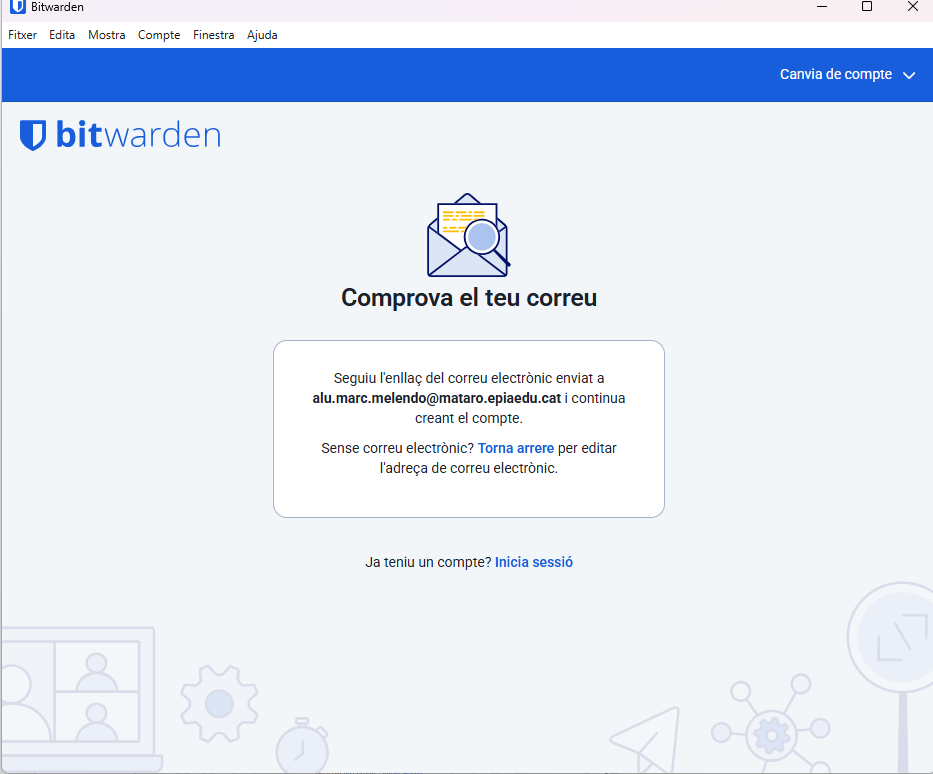 Bitwarden
Fitxer Edita Mostra Compte Finestra Ajuda
Canvia de compte
bitwarden
Comprova el teu correu
Seguiu l'enllaç del correu electrònic enviat a
alu.marc.melendo@mataro.epiaedu.cat i continua
creant el compte.
Sense correu electrònic? Torna arrere per editar
l'adreça de correu electrònic.
Ja teniu un compte? Inicia sessió